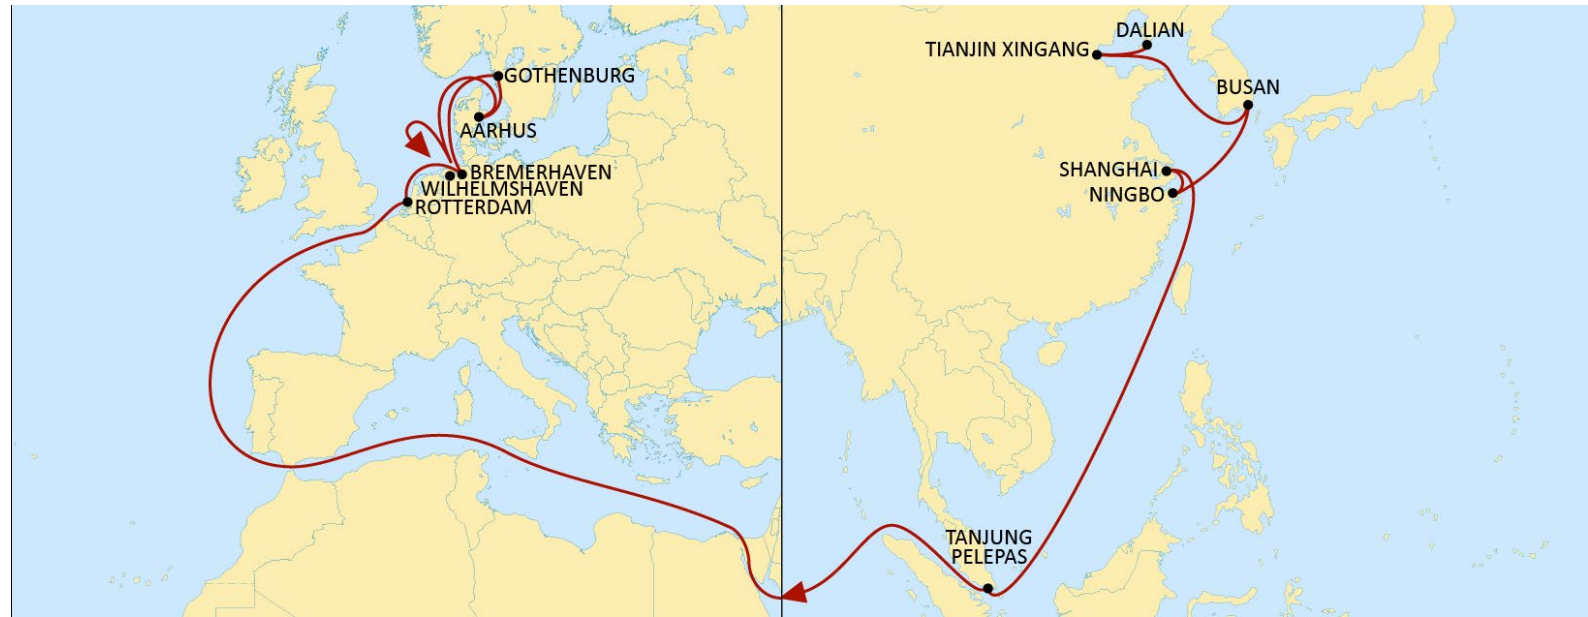 GOTHENBURG
AARHUS
BREMERHAVEN
WILHELMSHAVEN
ROTTERDAM
DALIAN
TIANJIN XINGANG
BUSAN
SHANGHAI
NINGBO
TANJUNG
PELEPAS